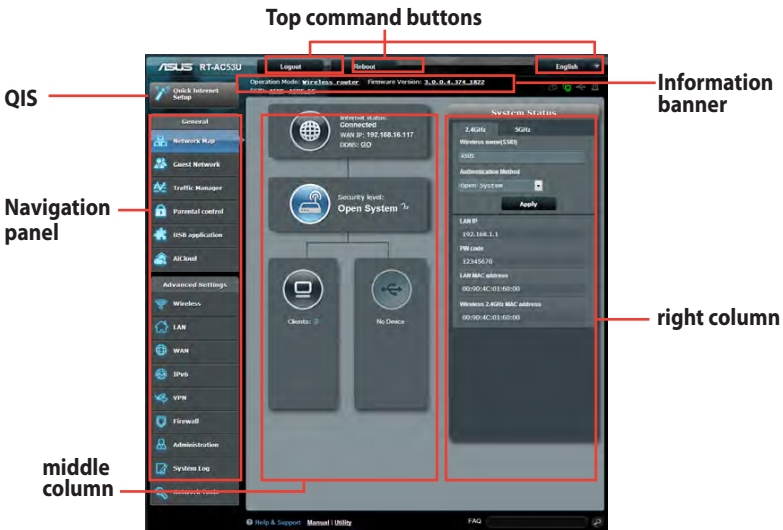 Top command buttons
ASUS RT-AC53U
Logout
Reboot
English
Operation Mode: Wireless router Firmware Version: 3.0.0.4.374_1822
Information
banner
QIS
Quick Internet
Setup
General
Network Map
Guest Network
Traffic Manager
Parental control
USB application
AiCloud
Navigation
panel
Advanced Settings
Wireless
LAN
WAN
IPv6
VPN
Firewall
Administration
System Log
Network Tools
Internet status:
Connected
WAN IP: 192.168.16.117
DDNS: GO
Security level:
Open System
Clients:
No Device
middle
column
System Status
2.4GHz
5GHz
Wireless name(SSID)
ASUS
Authentication Method
Open System
Apply
LAN IP
192.168.1.1
PIN code
12345670
LAN MAC address
00:90:4C:01:60:00
Wireless 2.4GHz MAC address
00:90:4C:01:60:00
right column
Help & Support Manual | Utility
FAQ